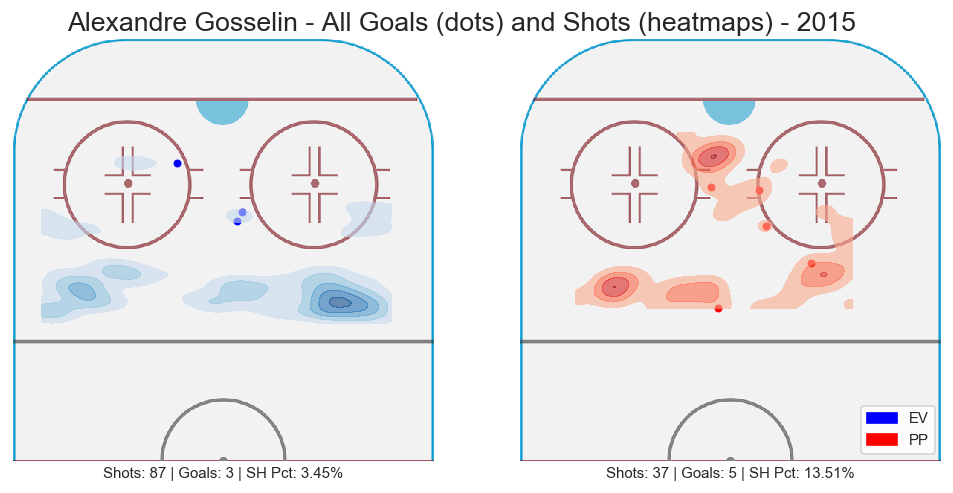 Alexandre Gosselin - All Goals (dots) and Shots (heatmaps) - 2015
EV
PP
Shots: 87 | Goals: 3 | SH Pct: 3.45%
Shots: 37 | Goals: 5 | SH Pct: 13.51%